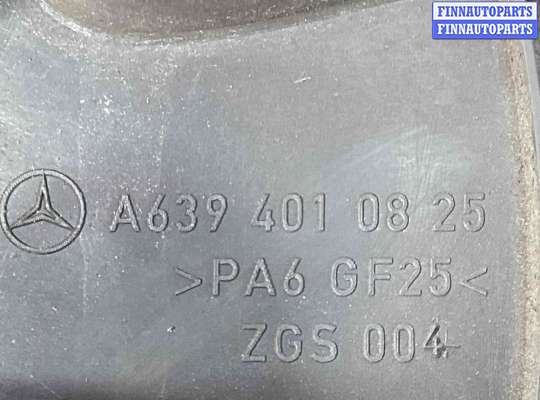 FINNAUTOPARTS
FINNAUTOPARTS
A639 401 08 25
>PA6 GF25<
ZGS 004